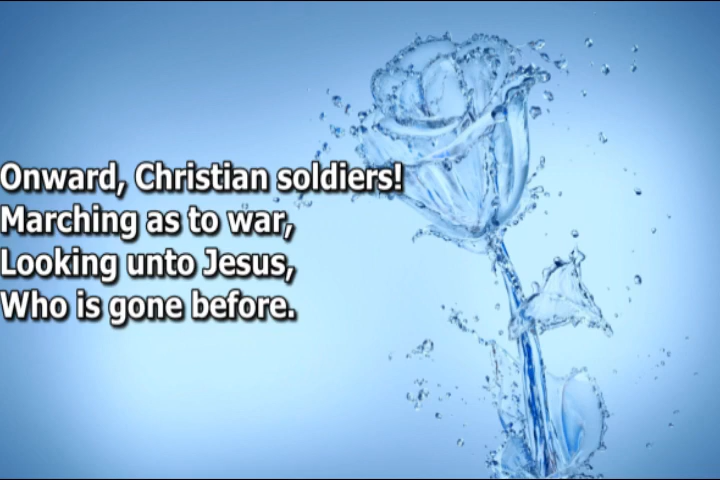 Onward, Christian soldiers!
Marching as to war,
Looking unto Jesus,
Who is gone before.